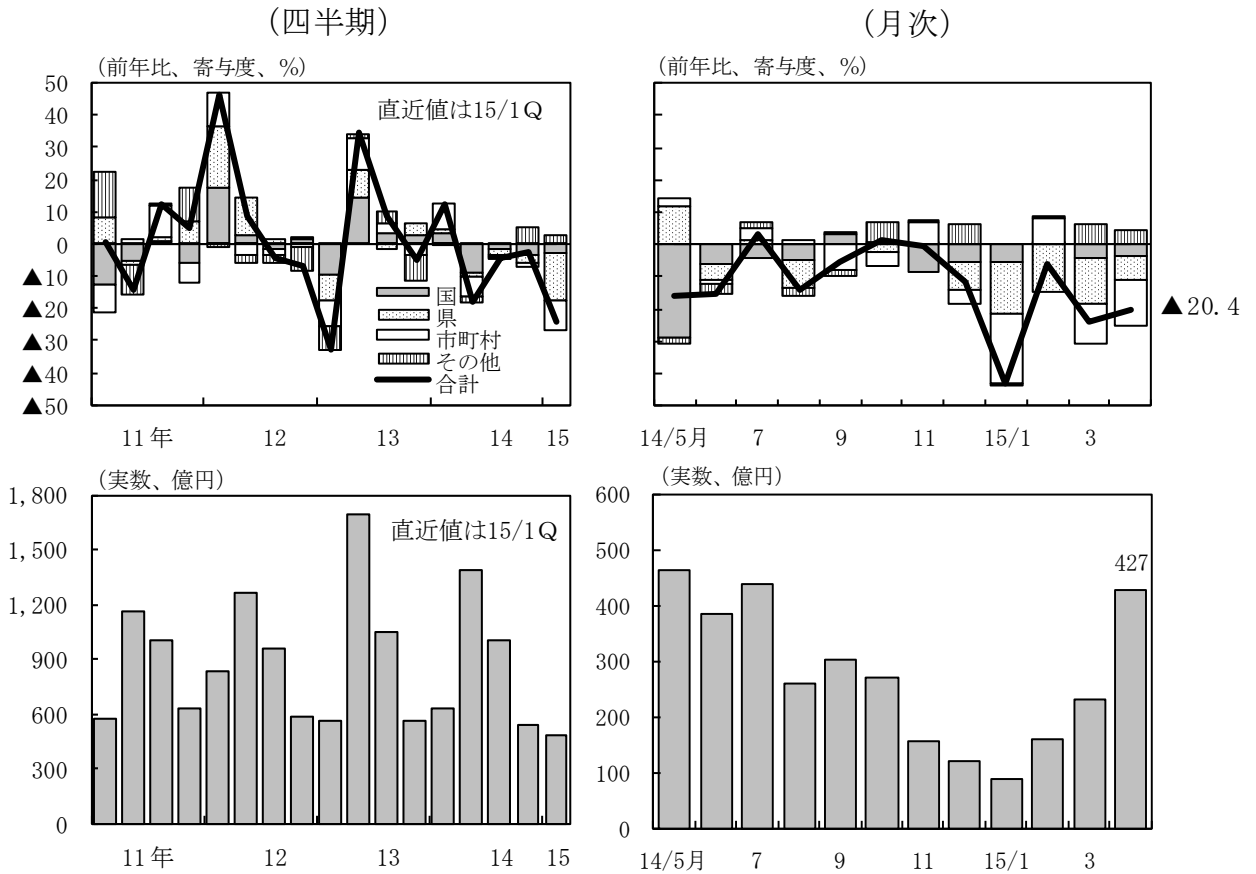 (四半期)
(前年比、寄与度、%)
直近値は15/1Q
50
40
30
20
10
0
▲ 10
▲ 20
▲ 30
▲ 40
▲ 50
国
県
市町村
その他
合計
11年 12 13 14 15
(月次)
(前年比、寄与度、%)
▲20.4
14/5月 7 9 11 15/1 3
(実数、億円)
直近値は15/1Q
1,800
1,500
1,200
900
600
300
0
11年 12 13 14 15
(実数、億円)
600
500
400
300
200
100
0
427
14/5月 7 9 11 15/1 3